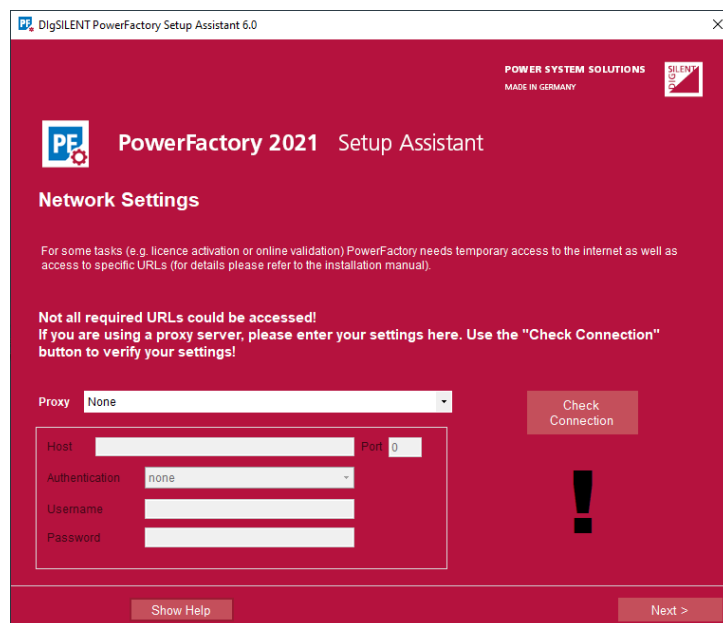 DIgSILENT PowerFactory Setup Assistant 6.0
POWER SYSTEM SOLUTIONS
MADE IN GERMANY
DIgSILENT
PF
PowerFactory 2021 Setup Assistant
Network Settings
For some tasks (e.g. licence activation or online validation) PowerFactory needs temporary access to the internet as well as
access to specific URLs (for details please refer to the installation manual).
Not all required URLs could be accessed!
If you are using a proxy server, please enter your settings here. Use the "Check Connection"
button to verify your settings!
Proxy None
Check
Connection
Host Port 0
Authentication none
Username
Password
!
Show Help
Next >